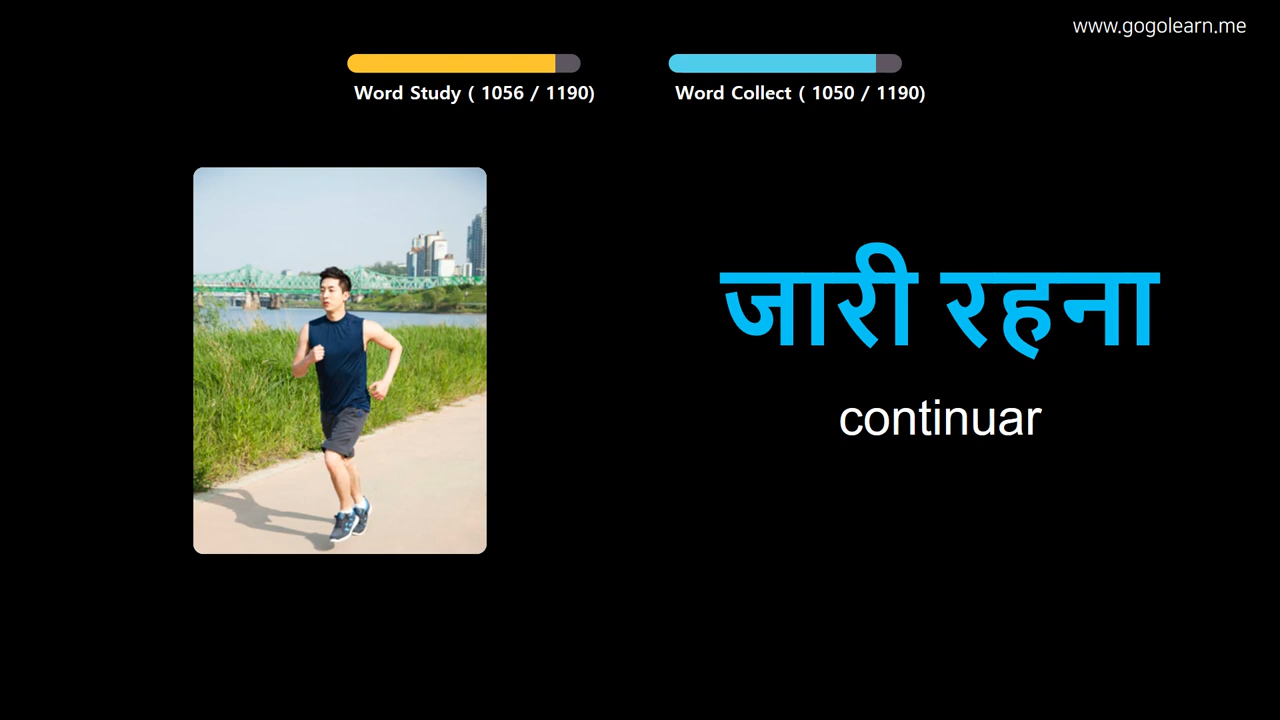 www.gogolearn.me
Word Study ( 1056 / 1190)
Word Collect ( 1050 / 1190)
जारी रहना
continuar